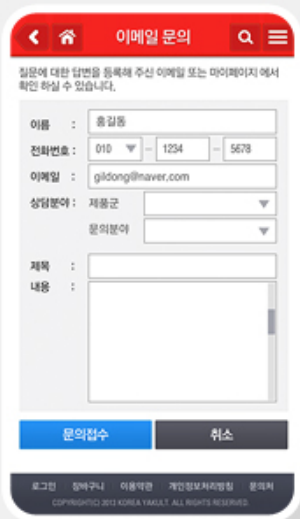 이메일 문의
질문에 대한 답변을 등록해 주신 이메일 또는 마이페이지 에서
확인 하실 수 있습니다.
이름 : 홍길동
전화번호 : 010 - 1234 - 5678
이메일 : gildong@naver.com
상담분야 : 제품군
문의분야
제목 :
내용 :
문의접수 취소
로그인 장바구니 이용약관 개인정보처리방침 문의처
COPYRIGHT(C) 2013 KOREA YAKULT. ALL RIGHTS RESERVED.